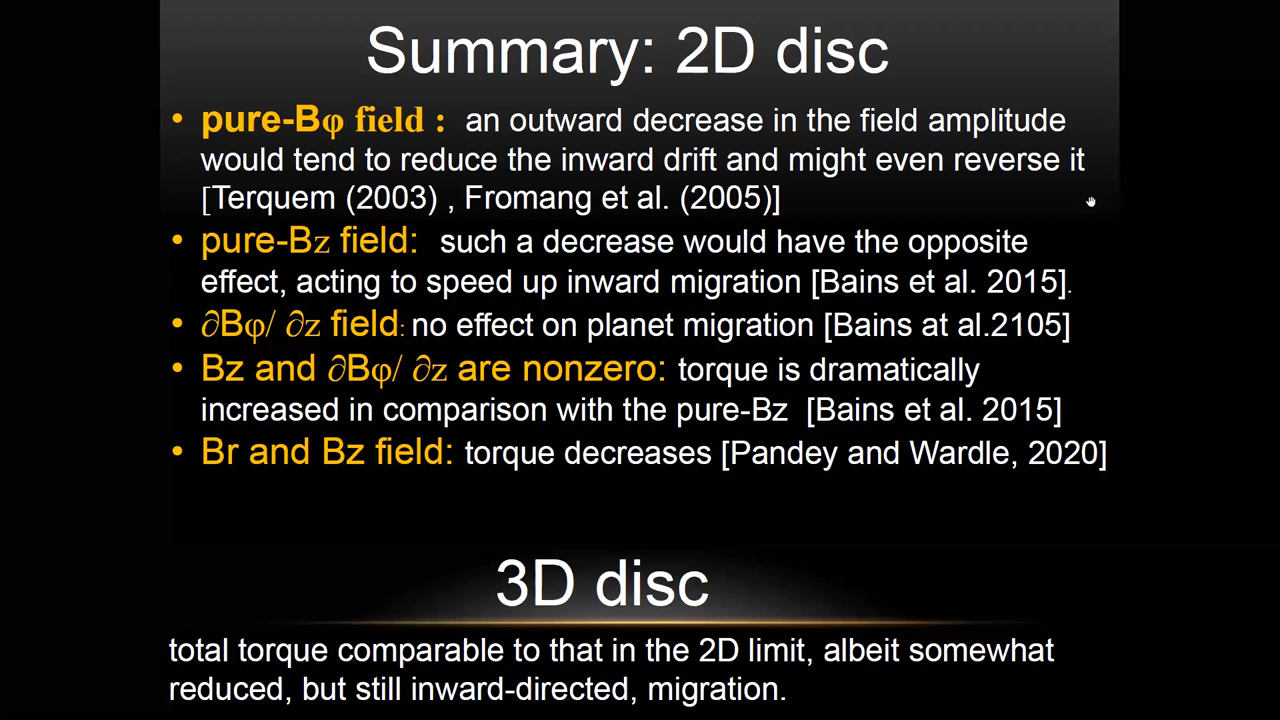 Summary: 2D disc
• pure-Bφ field : an outward decrease in the field amplitude
would tend to reduce the inward drift and might even reverse it
[Terquem (2003) , Fromang et al. (2005)]
• pure-Bz field: such a decrease would have the opposite
effect, acting to speed up inward migration [Bains et al. 2015].
• ∂Bφ/ ∂z field: no effect on planet migration [Bains at al.2105]
• Bz and ∂Bφ/ ∂z are nonzero: torque is dramatically
increased in comparison with the pure-Bz [Bains et al. 2015]
• Br and Bz field: torque decreases [Pandey and Wardle, 2020]
3D disc
total torque comparable to that in the 2D limit, albeit somewhat
reduced, but still inward-directed, migration.